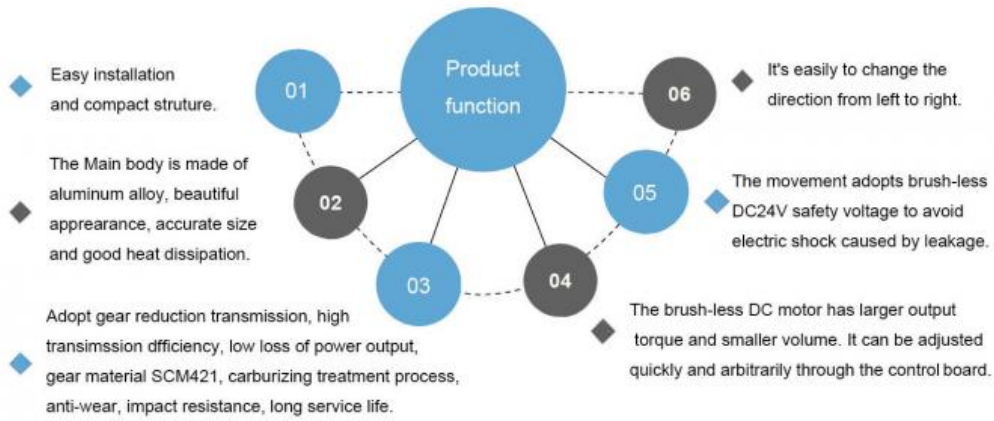 Product
function
01
Easy installation
and compact struture.
02
The Main body is made of
aluminum alloy, beautiful
apprearance, accurate size
and good heat dissipation.
03
Adopt gear reduction transmission, high
transimssion dfficiency, low loss of power output,
gear material SCM421, carburizing treatment process,
anti-wear, impact resistance, long service life.
04
The brush-less DC motor has larger output
torque and smaller volume. It can be adjusted
quickly and arbitrarily through the control board.
05
The movement adopts brush-less
DC24V safety voltage to avoid
electric shock caused by leakage.
06
It's easily to change the
direction from left to right.